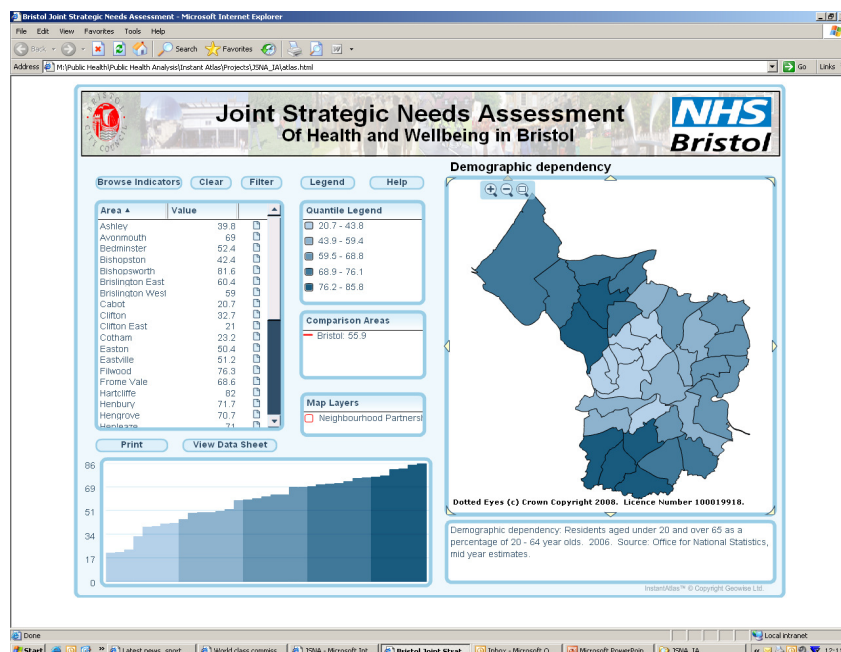 Bristol Joint Strategic Needs Assessment - Microsoft Internet Explorer
File Edit View Favorites Tools Help
Back Search Favorites
Address M:\Public Health\Public Health Analysis\Instant Atlas\Projects\JSNA_IA\atlas.html Go Links
BRISTOL CITY COUNCIL
Joint Strategic Needs Assessment
Of Health and Wellbeing in Bristol
NHS
Bristol
Demographic dependency
Browse Indicators Clear Filter Legend Help
Area Value
Ashley 39.8
Avonmouth 69
Bedminster 52.4
Bishopston 42.4
Bishopsworth 81.6
Brislington East 60.4
Brislington West 59
Cabot 20.7
Clifton 32.7
Clifton East 21
Cotham 23.2
Easton 50.4
Eastville 51.2
Filwood 76.3
Frome Vale 68.6
Hartcliffe 82
Henbury 71.7
Hengrove 70.7
Henleaze 71
Quantile Legend
20.7 - 43.8
43.9 - 59.4
59.5 - 68.8
68.9 - 76.1
76.2 - 85.8
Comparison Areas
Bristol: 55.9
Map Layers
Neighbourhood Partnersh
Print View Data Sheet
86
69
51
34
17
0
Dotted Eyes (c) Crown Copyright 2008. Licence Number 100019918.
Demographic dependency: Residents aged under 20 and over 65 as a
percentage of 20 - 64 year olds. 2006. Source: Office for National Statistics,
mid year estimates.
InstantAtlas™ © Copyright Geowise Ltd.
Done Local intranet
Start Latest news, sport World class commiss JSNA - Microsoft Int Bristol Joint Strat Inbox - Microsoft O Microsoft PowerPoin JSNA_IA